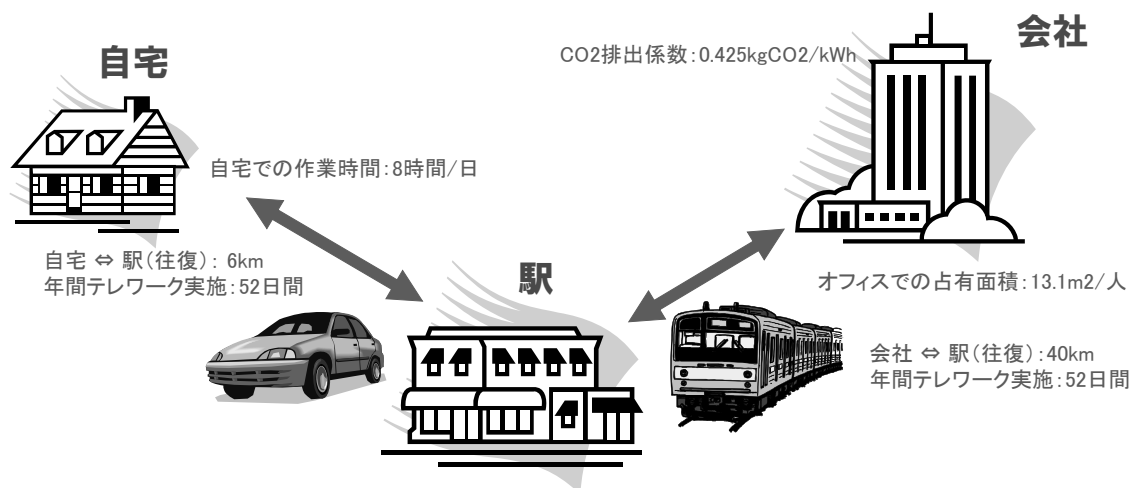 自宅
会社
CO2排出係数：0.425kgCO2/kWh
自宅での作業時間：8時間/日
自宅 ⇔ 駅（往復）： 6km
年間テレワーク実施：52日間
駅
オフィスでの占有面積：13.1m2/人
会社 ⇔ 駅（往復）：40km
年間テレワーク実施：52日間